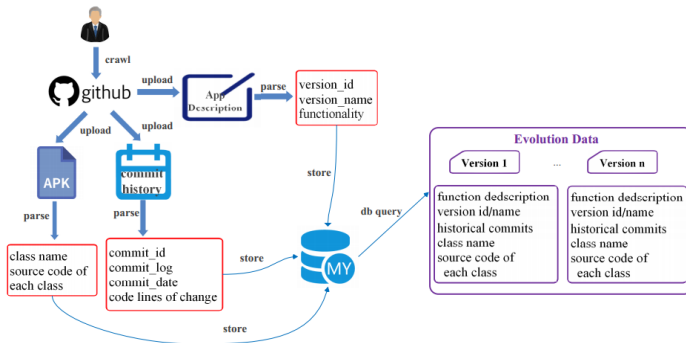 crawl
github
upload
App
Description
parse
version_id
version_name
functionality
upload
upload
APK
commit
history
parse
parse
store
class name
source code of
each class
commit_id
commit_log
commit_date
code lines of change
store
store
MY
db query
Evolution Data
Version 1
...
Version n
function dedscription
version id/name
historical commits
class name
source code of
each class
function dedscription
version id/name
historical commits
class name
source code of
each class